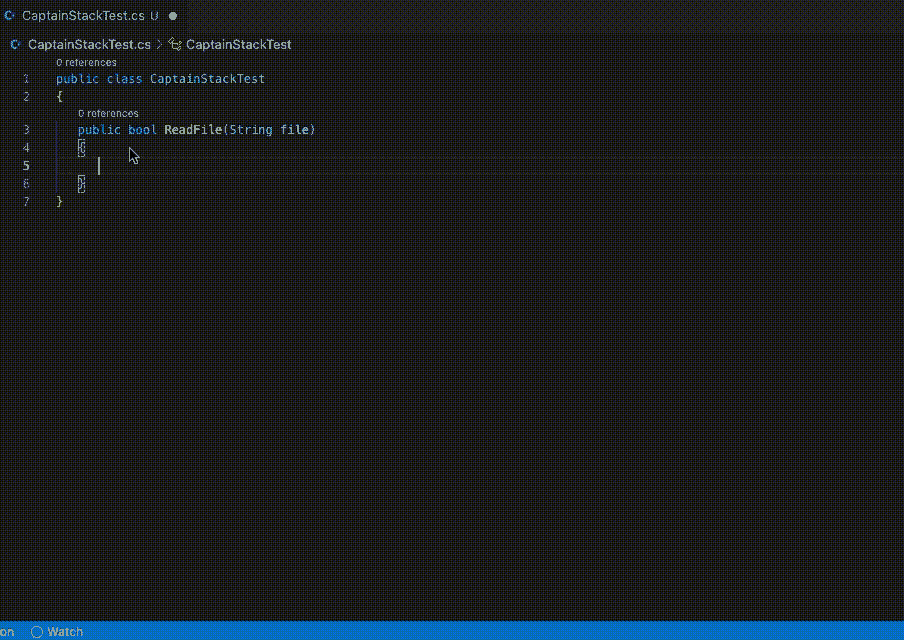 CaptainStackTest.cs U
CaptainStackTest.cs > CaptainStackTest
0 references
1 public class CaptainStackTest
2 {
0 references
3 public bool ReadFile(String file)
4 {
5
6 }
7 }
on Watch